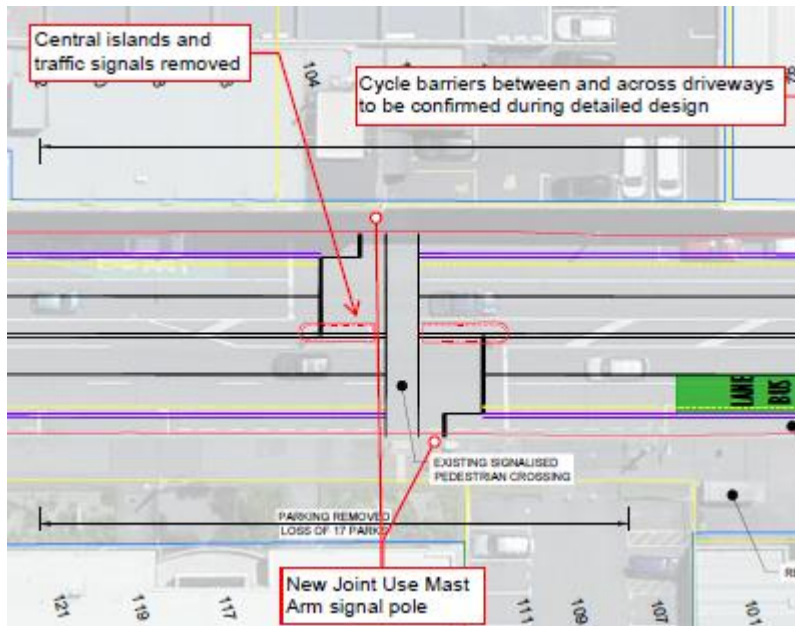 Central islands and
traffic signals removed
104
Cycle barriers between and across driveways
to be confirmed during detailed design
LANE
BUS
EXISTING SIGNALISED
PEDESTRIAN CROSSING
PARKING REMOVED
LOSS OF 17 PARKS
New Joint Use Mast
Arm signal pole
121
119
117
111
109
107
101